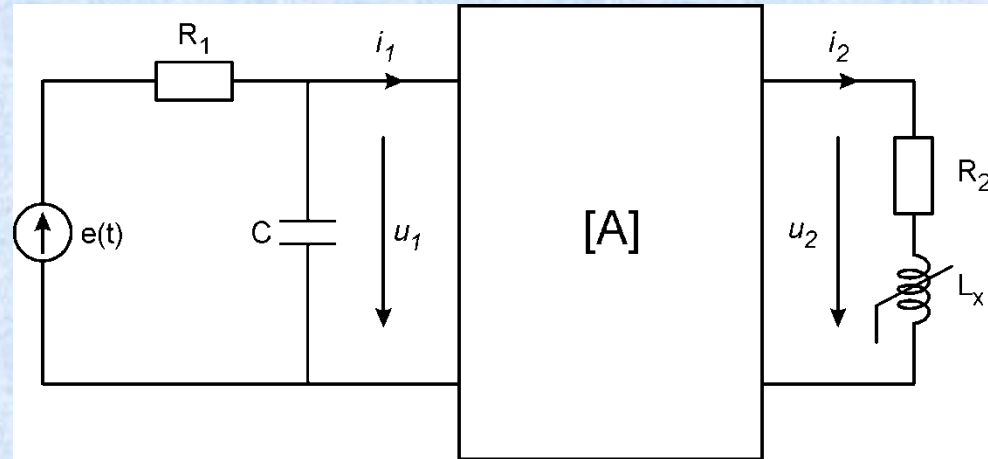 R₁
i₁
i₂
e(t)
C
u₁
[A]
u₂
R₂
Lₓ